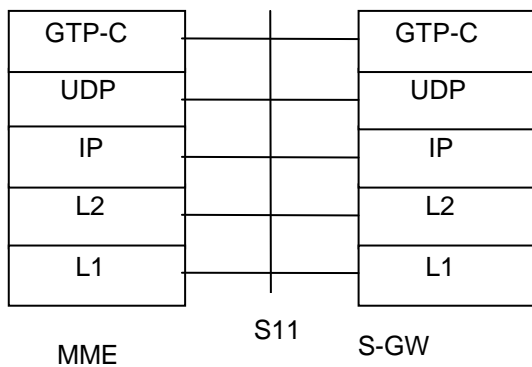 GTP-C GTP-C
UDP UDP
IP IP
L2 L2
L1 L1
S11
MME S-GW